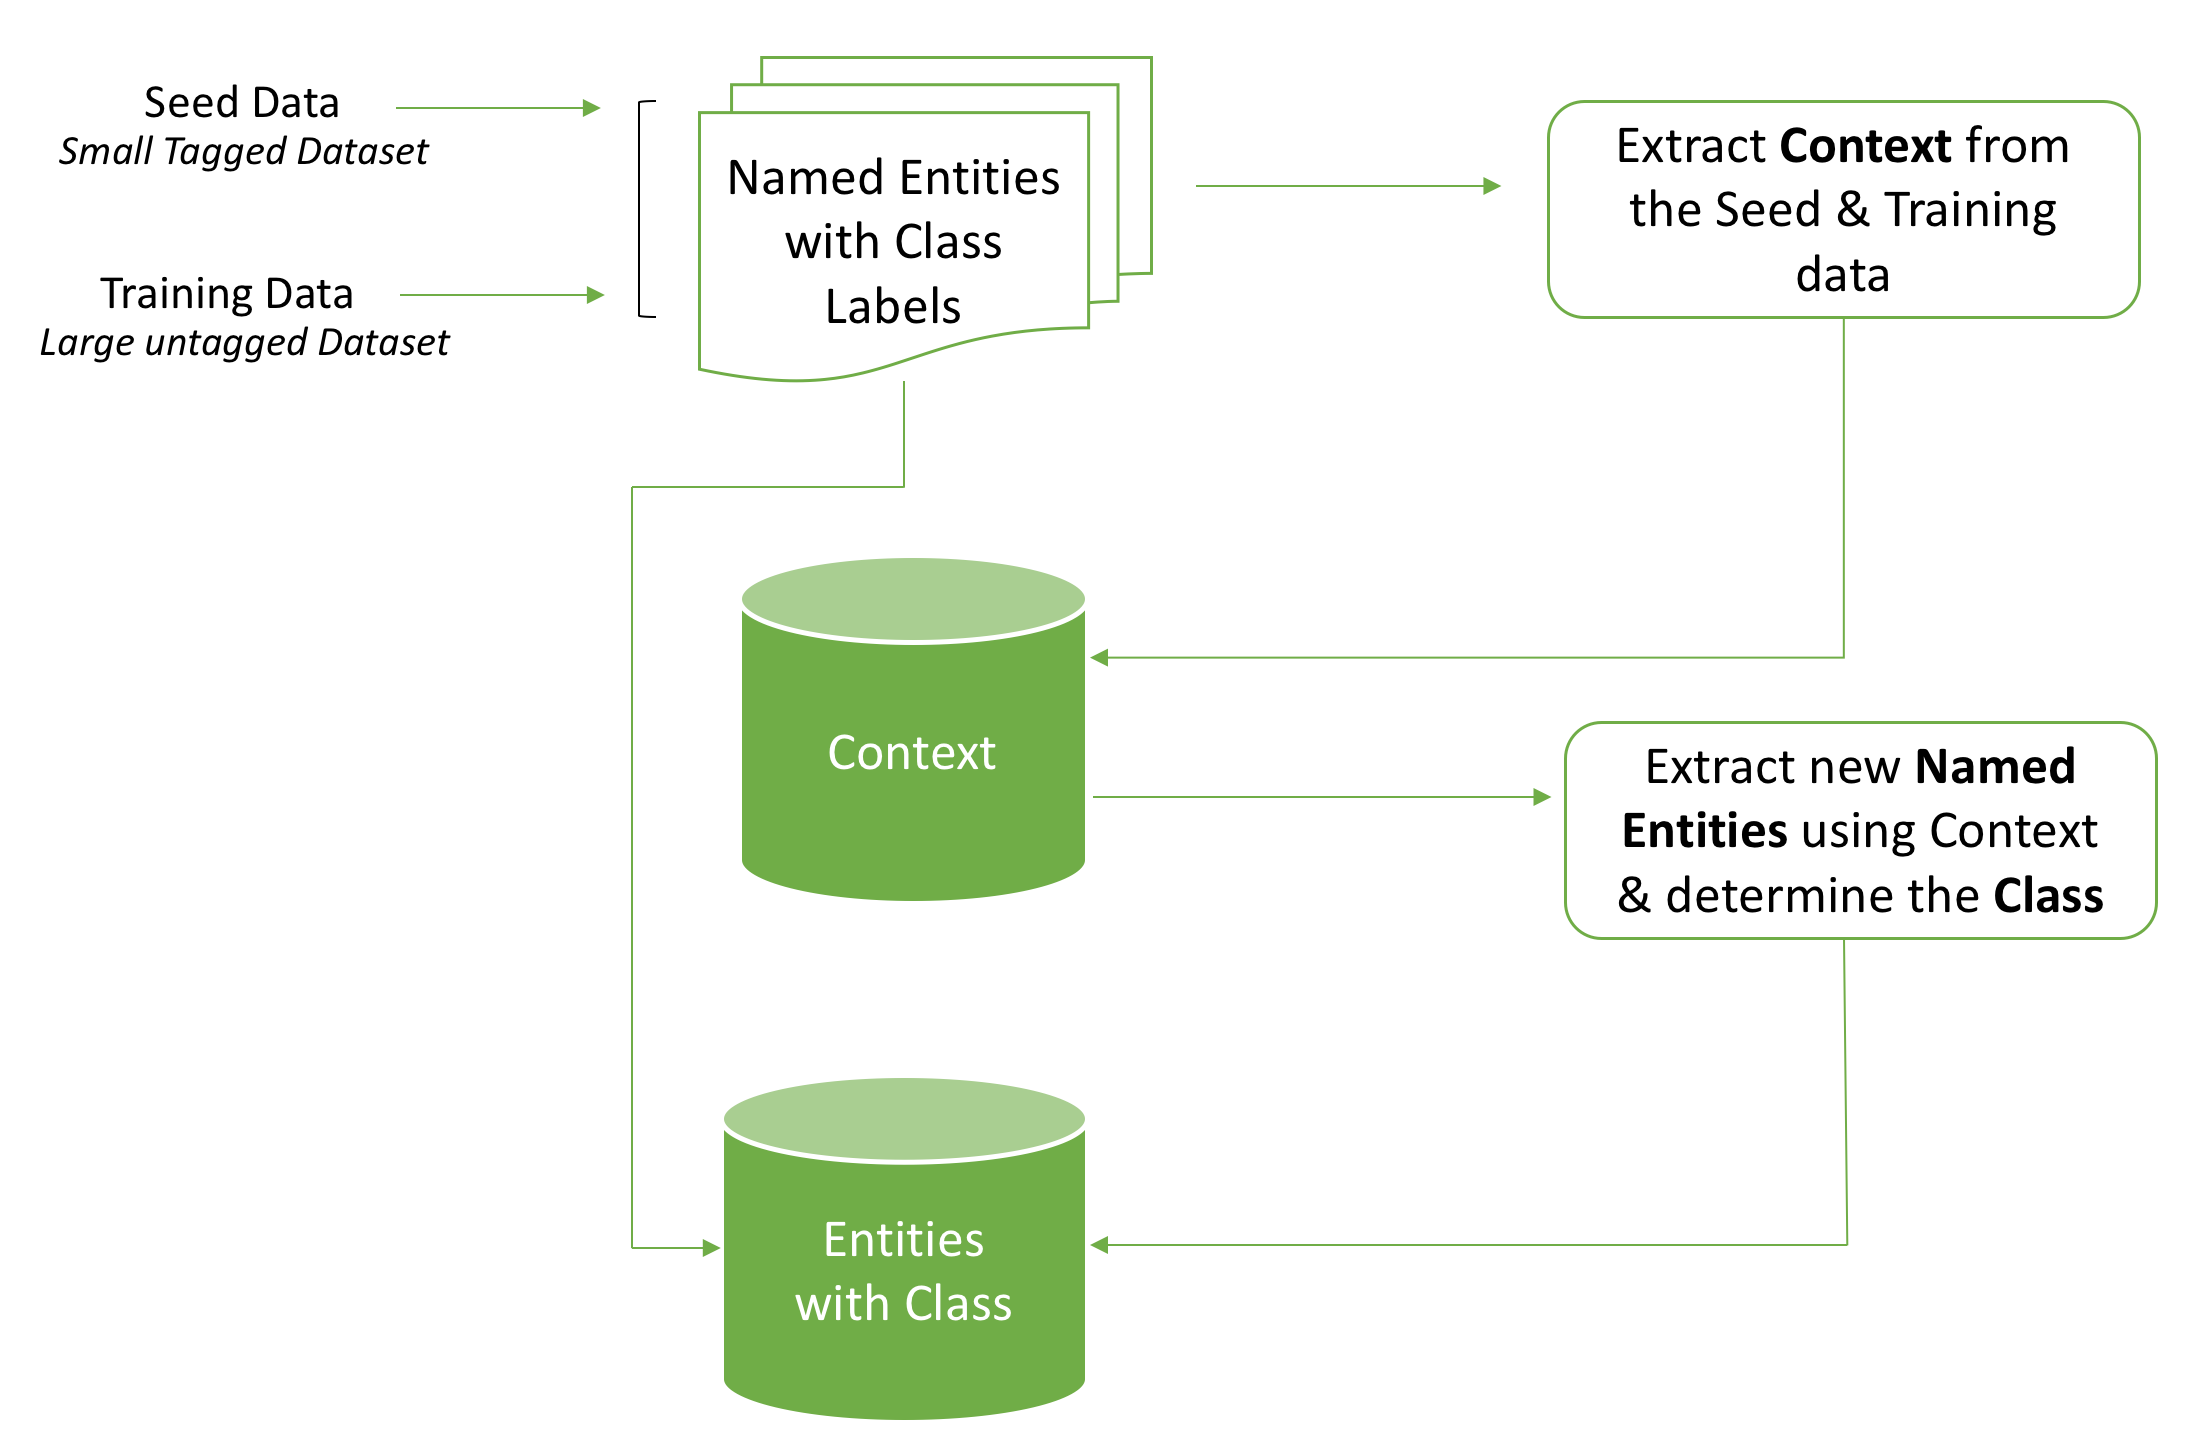 Seed Data
Small Tagged Dataset
Training Data
Large untagged Dataset
Named Entities
with Class
Labels
Extract Context from
the Seed & Training
data
Context
Extract new Named
Entities using Context
& determine the Class
Entities
with Class